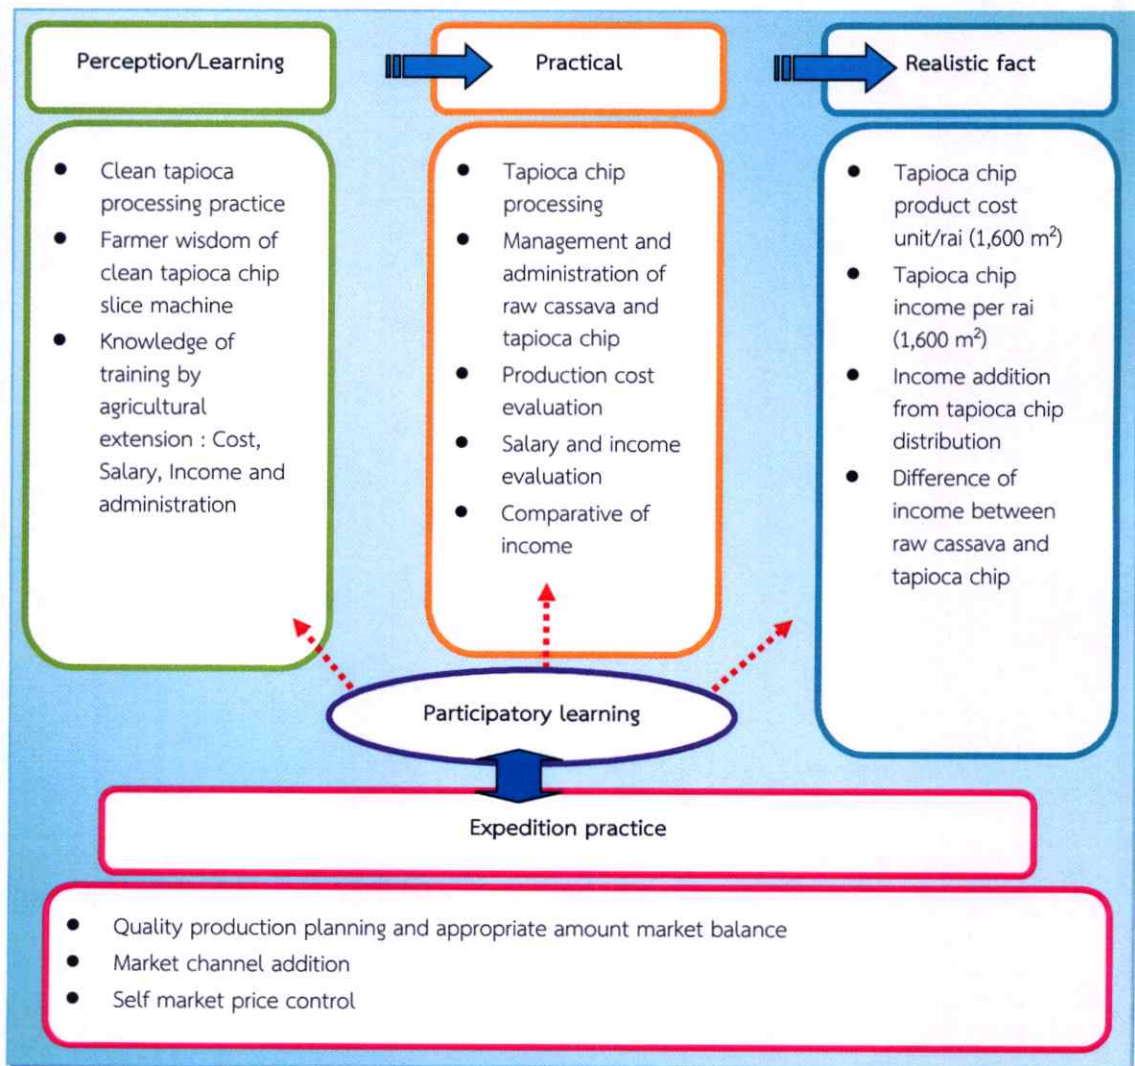 Perception/Learning
Practical
Realistic fact
● Clean tapioca
processing practice
● Farmer wisdom of
clean tapioca chip
slice machine
● Knowledge of
training by
agricultural
extension : Cost,
Salary, Income and
administration
● Tapioca chip
processing
● Management and
administration of
raw cassava and
tapioca chip
● Production cost
evaluation
● Salary and income
evaluation
● Comparative of
income
● Tapioca chip
product cost
unit/rai (1,600 m²)
● Tapioca chip
income per rai
(1,600 m²)
● Income addition
from tapioca chip
distribution
● Difference of
income between
raw cassava and
tapioca chip
Participatory learning
Expedition practice
● Quality production planning and appropriate amount market balance
● Market channel addition
● Self market price control